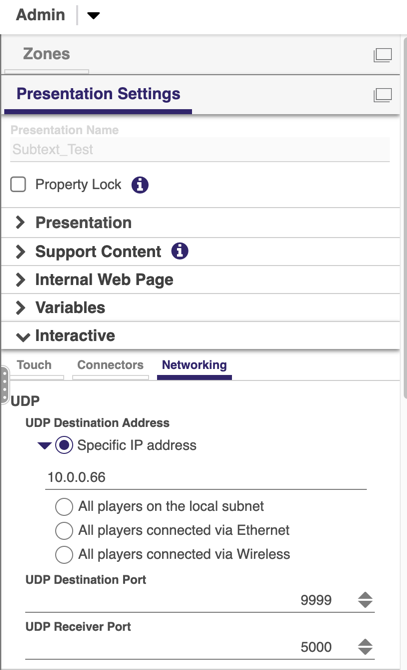 Admin
Zones
Presentation Settings
Presentation Name
Subtext_Test
Property Lock
Presentation
Support Content
Internal Web Page
Variables
Interactive
Touch Connectors Networking
UDP
UDP Destination Address
Specific IP address
10.0.0.66
All players on the local subnet
All players connected via Ethernet
All players connected via Wireless
UDP Destination Port
9999
UDP Receiver Port
5000